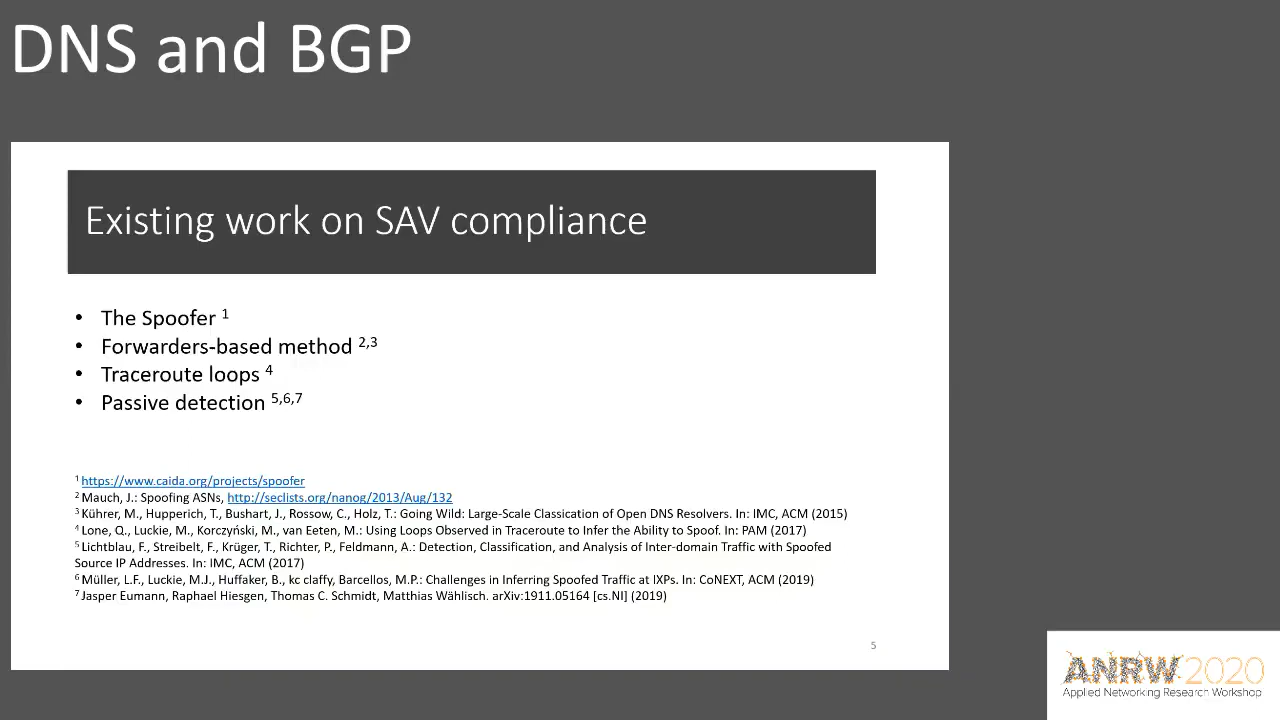 DNS and BGP
Existing work on SAV compliance
• The Spoofer 1
• Forwarders-based method 2,3
• Traceroute loops 4
• Passive detection 5,6,7
1 https://www.caida.org/projects/spoofer
2 Mauch, J.: Spoofing ASNs, http://seclists.org/nanog/2013/Aug/132
3 Kührer, M., Hupperich, T., Bushart, J., Rossow, C., Holz, T.: Going Wild: Large-Scale Classication of Open DNS Resolvers. In: IMC, ACM (2015)
4 Lone, Q., Luckie, M., Korczyński, M., van Eeten, M.: Using Loops Observed in Traceroute to Infer the Ability to Spoof. In: PAM (2017)
5 Lichtblau, F., Streibelt, F., Krüger, T., Richter, P., Feldmann, A.: Detection, Classification, and Analysis of Inter-domain Traffic with Spoofed
Source IP Addresses. In: IMC, ACM (2017)
6 Müller, L.F., Luckie, M.J., Huffaker, B., kc claffy, Barcellos, M.P.: Challenges in Inferring Spoofed Traffic at IXPs. In: CoNEXT, ACM (2019)
7 Jasper Eumann, Raphael Hiesgen, Thomas C. Schmidt, Matthias Wählisch. arXiv:1911.05164 [cs.NI] (2019)
5
ANRW2020
Applied Networking Research Workshop